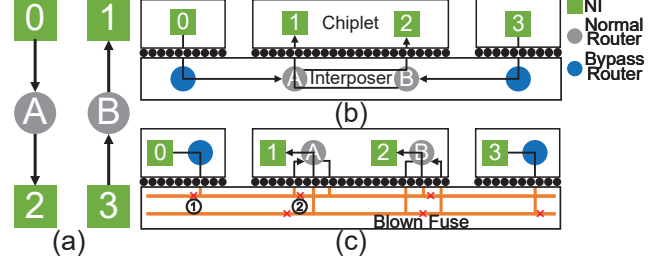 0 1
A B
2 3
(a)
0 1 Chiplet 2 3
A Interposer B
(b)
NI
Normal
Router
Bypass
Router
0 1 A 2 B 3
① ②
Blown Fuse
(c)